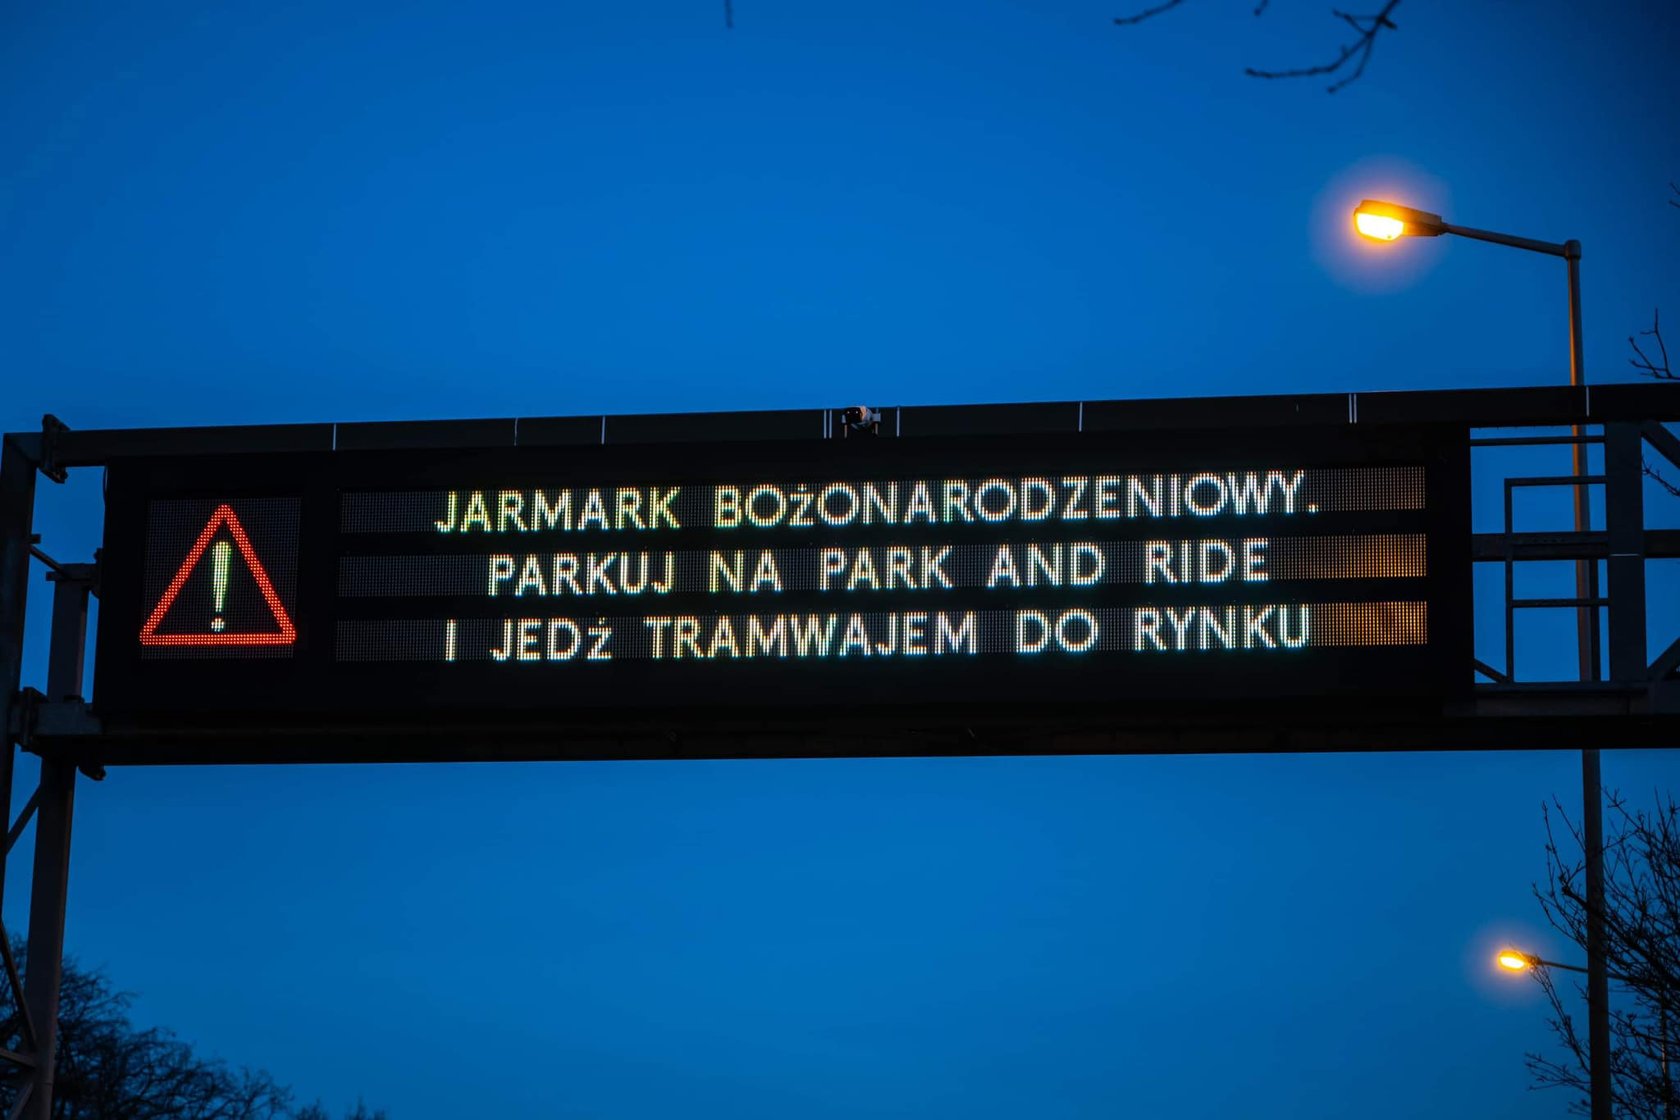 JARMARK BOżONARODZENIOWY.
PARKUJ NA PARK AND RIDE
I JEDź TRAMWAJEM DO RYNKU